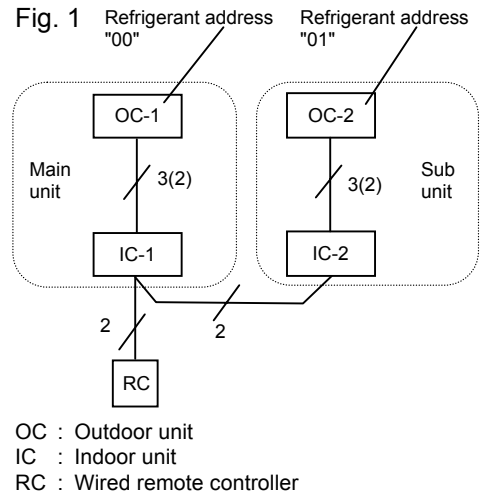 Fig. 1
Refrigerant address
"00"
Refrigerant address
"01"
OC-1
OC-2
Main
unit
3(2)
3(2)
Sub
unit
IC-1
IC-2
2
2
RC
OC : Outdoor unit
IC : Indoor unit
RC : Wired remote controller